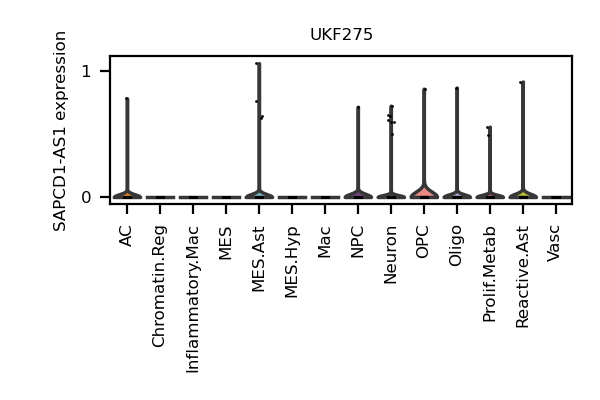 UKF275
SAPCD1-AS1 expression
1
0
AC
Chromatin.Reg
Inflammatory.Mac
MES
MES.Ast
MES.Hyp
Mac
NPC
Neuron
OPC
Oligo
Prolif.Metab
Reactive.Ast
Vasc